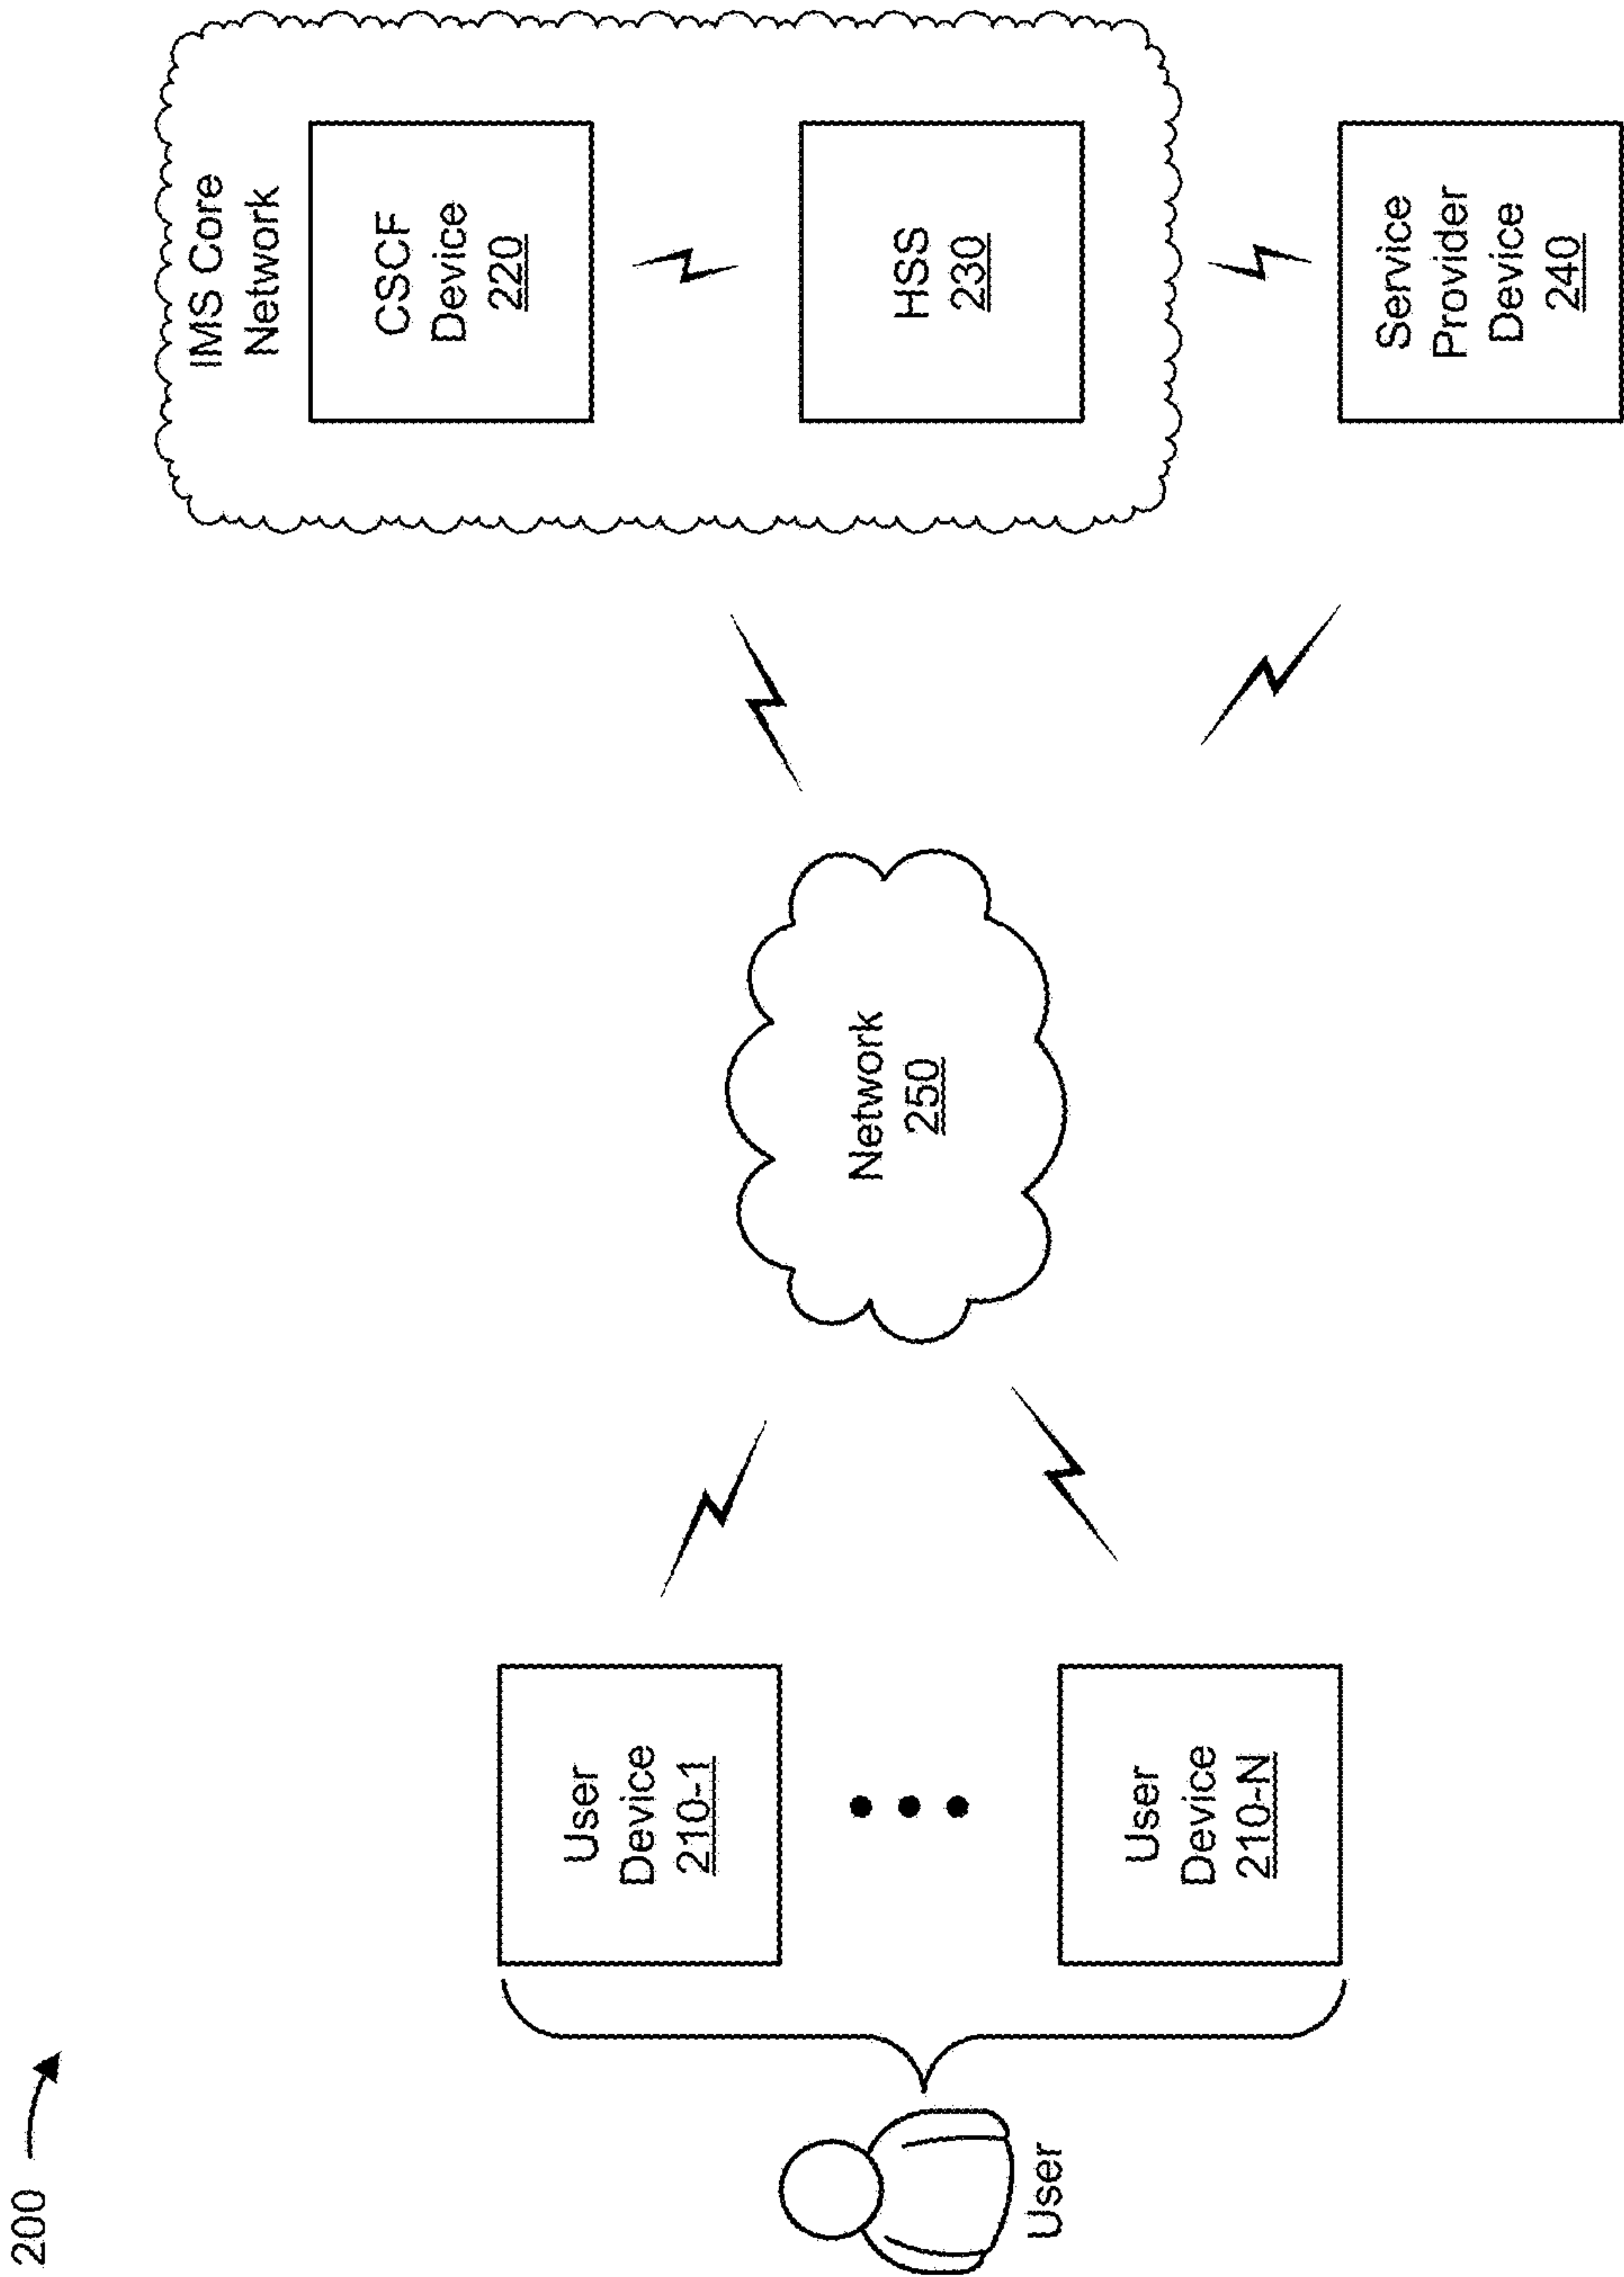 200
User
User
Device
210-1
User
Device
210-N
Network
250
IMS Core
Network
CSCF
Device
220
HSS
230
Service
Provider
Device
240